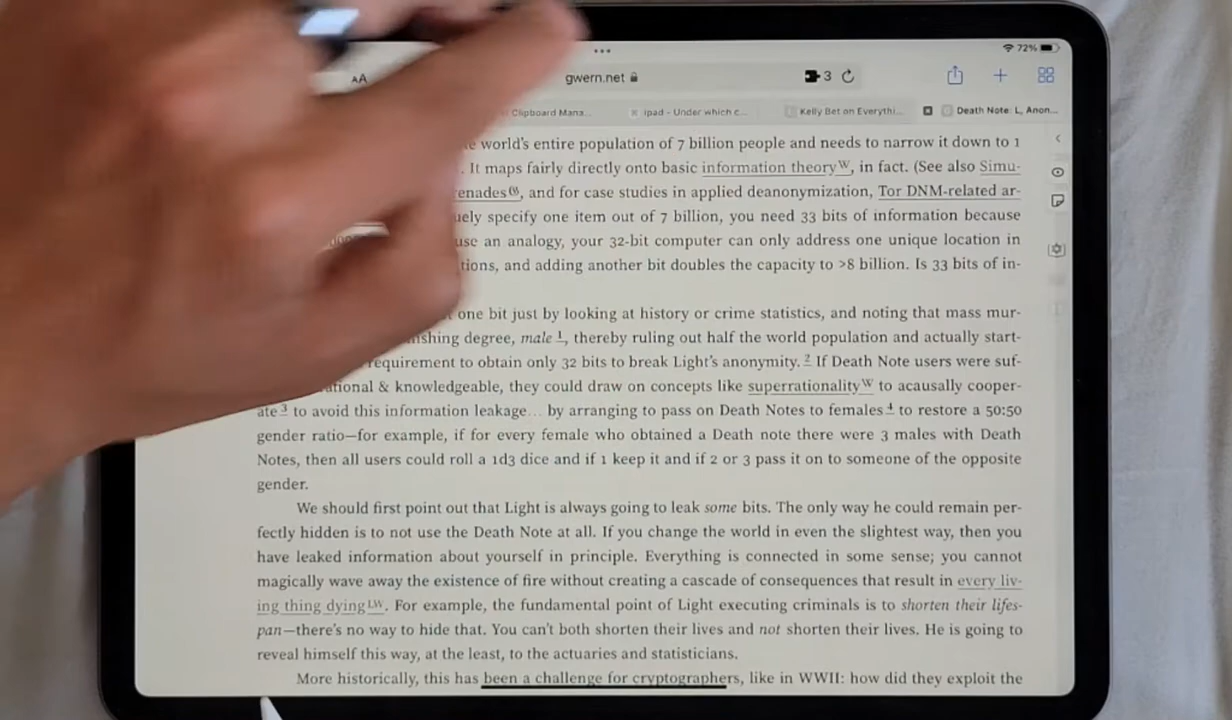 72%
AA gwern.net 3
Clipboard Mana... ipad - Under which c... Kelly Bet on Everythi... Death Note: L, Anon...
world's entire population of 7 billion people and needs to narrow it down to 1
. It maps fairly directly onto basic information theoryW, in fact. (See also Simu-
enades, and for case studies in applied deanonymization, Tor DNM-related ar-
uely specify one item out of 7 billion, you need 33 bits of information because
use an analogy, your 32-bit computer can only address one unique location in
tions, and adding another bit doubles the capacity to >8 billion. Is 33 bits of in-
one bit just by looking at history or crime statistics, and noting that mass mur-
shing degree, male 1, thereby ruling out half the world population and actually start-
requirement to obtain only 32 bits to break Light's anonymity. 2 If Death Note users were suf-
ational & knowledgeable, they could draw on concepts like superrationalityW to acausally cooper-
ate 3 to avoid this information leakage... by arranging to pass on Death Notes to females 4 to restore a 50:50
gender ratio—for example, if for every female who obtained a Death note there were 3 males with Death
Notes, then all users could roll a 1d3 dice and if 1 keep it and if 2 or 3 pass it on to someone of the opposite
gender.
We should first point out that Light is always going to leak some bits. The only way he could remain per-
fectly hidden is to not use the Death Note at all. If you change the world in even the slightest way, then you
have leaked information about yourself in principle. Everything is connected in some sense; you cannot
magically wave away the existence of fire without creating a cascade of consequences that result in every liv-
ing thing dyingLW. For example, the fundamental point of Light executing criminals is to shorten their lifes-
pan—there's no way to hide that. You can't both shorten their lives and not shorten their lives. He is going to
reveal himself this way, at the least, to the actuaries and statisticians.
More historically, this has been a challenge for cryptographers, like in WWII: how did they exploit the